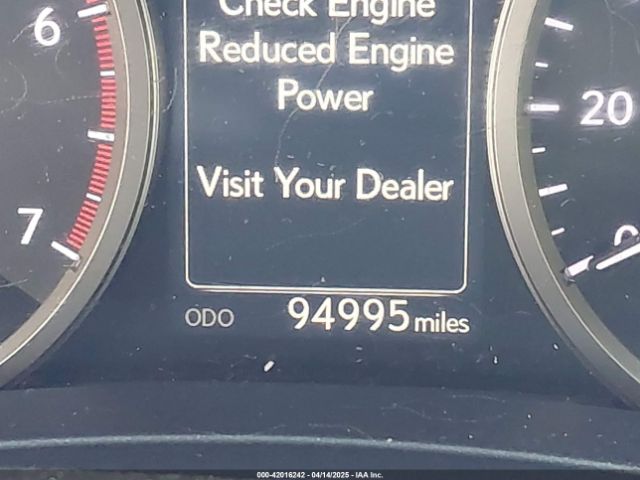 Check Engine
Reduced Engine
Power
Visit Your Dealer
6
7
20
0
ODO 94995 miles
000-42016242 - 04/14/2025 - IAA Inc.